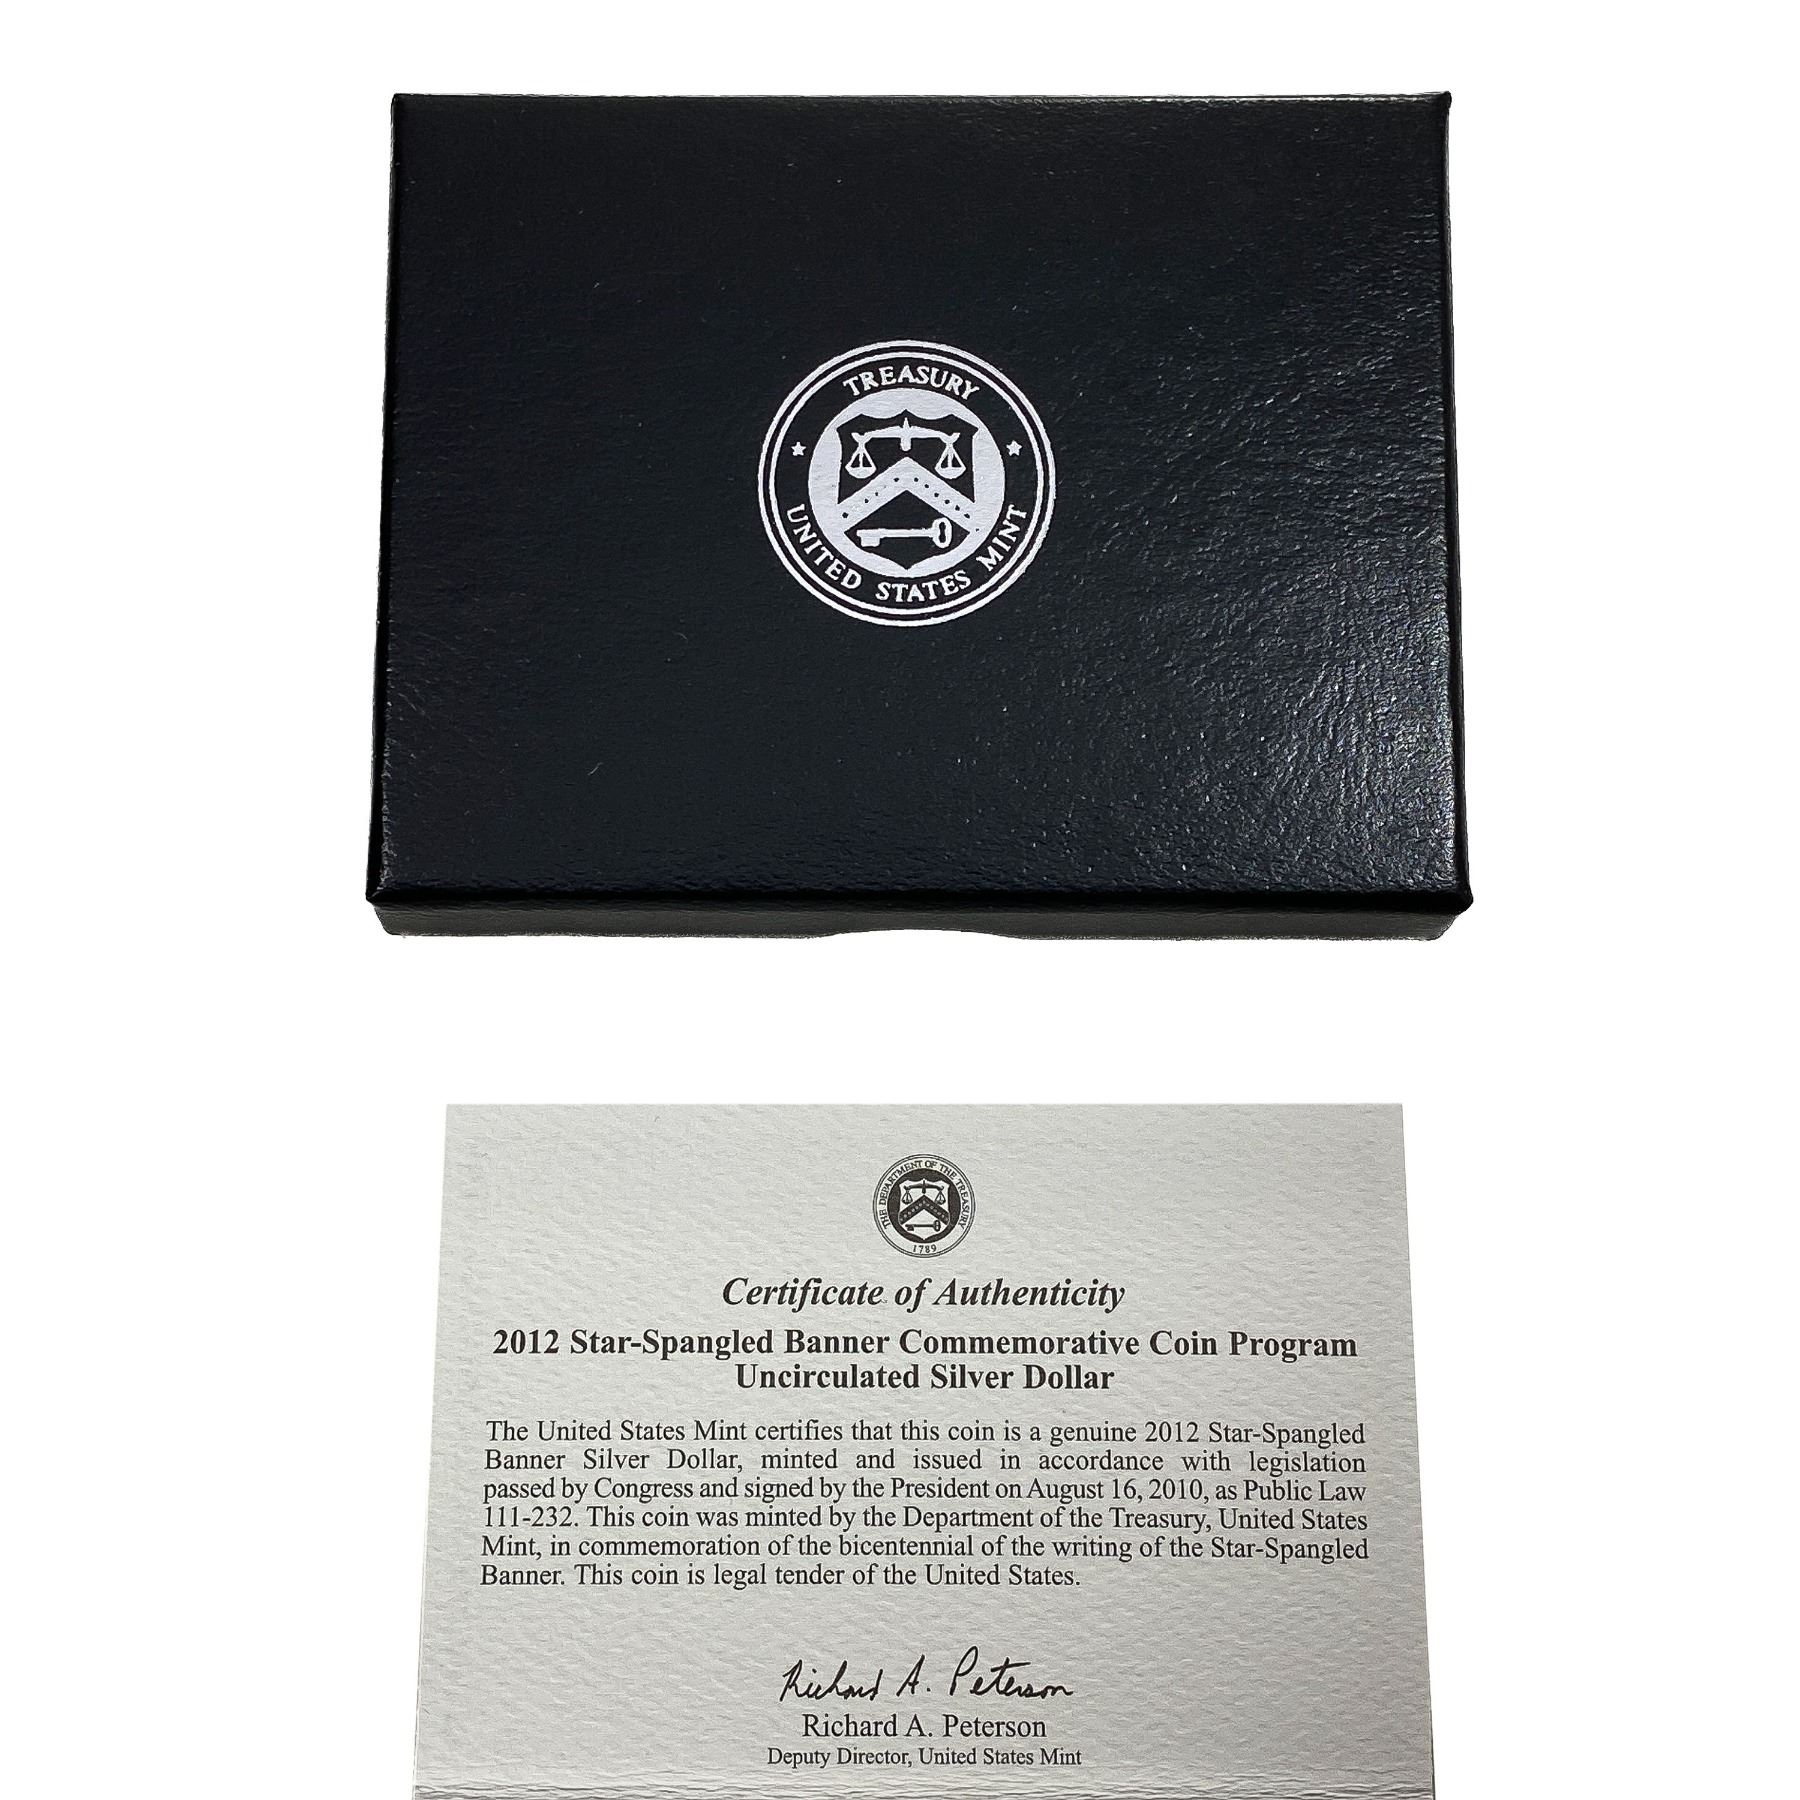 TREASURY
UNITED STATES MINT
THE DEPARTMENT OF THE TREASURY
1789
Certificate of Authenticity
2012 Star-Spangled Banner Commemorative Coin Program
Uncirculated Silver Dollar
The United States Mint certifies that this coin is a genuine 2012 Star-Spangled
Banner Silver Dollar, minted and issued in accordance with legislation
passed by Congress and signed by the President on August 16, 2010, as Public Law
111-232. This coin was minted by the Department of the Treasury, United States
Mint, in commemoration of the bicentennial of the writing of the Star-Spangled
Banner. This coin is legal tender of the United States.
Richard A. Peterson
Richard A. Peterson
Deputy Director, United States Mint